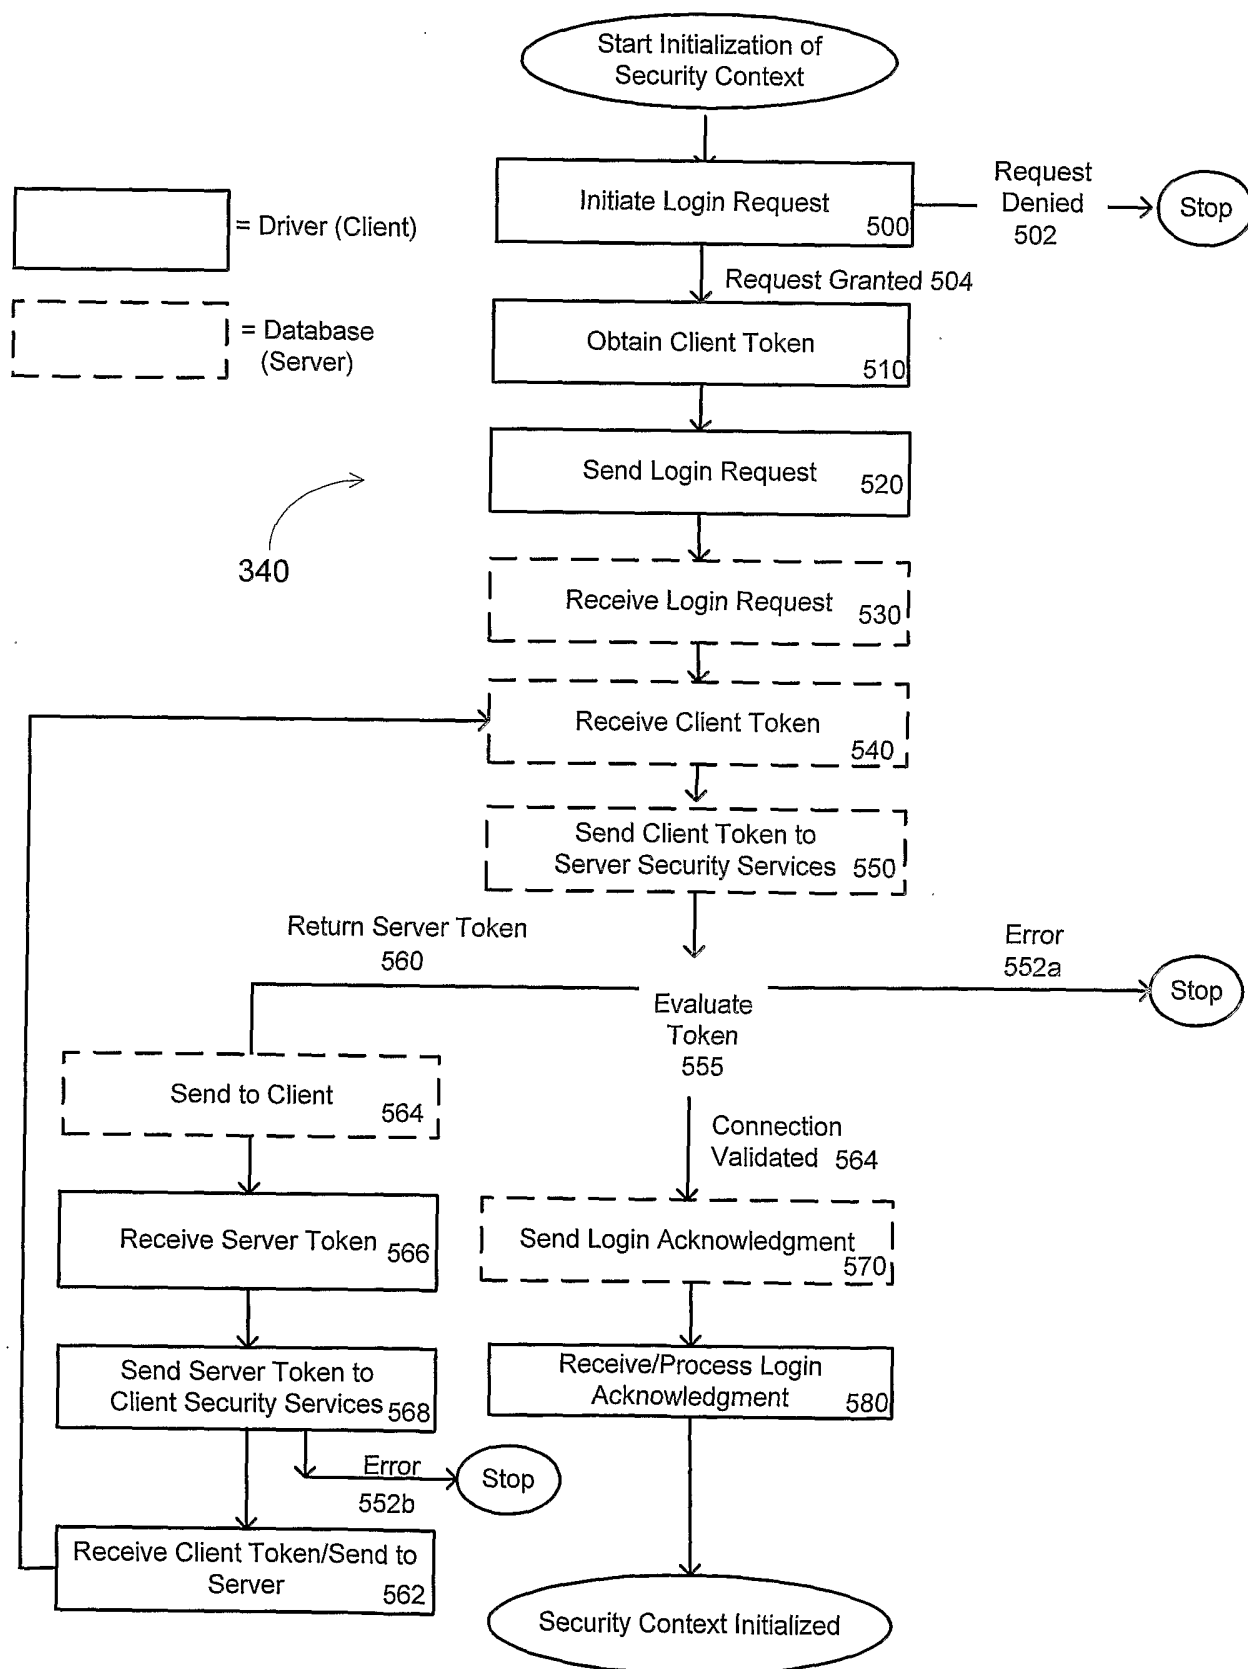 Start Initialization of
Security Context
Initiate Login Request
500
Request
Denied
502
Stop
= Driver (Client)
Request Granted 504
= Database
(Server)
Obtain Client Token
510
Send Login Request
520
340
Receive Login Request
530
Receive Client Token
540
Send Client Token to
Server Security Services 550
Return Server Token
560
Error
552a
Stop
Evaluate
Token
555
Send to Client
564
Connection
Validated 564
Receive Server Token
566
Send Login Acknowledgment
570
Send Server Token to
Client Security Services 568
Receive/Process Login
Acknowledgment
580
Error
552b
Stop
Receive Client Token/Send to
Server
562
Security Context Initialized